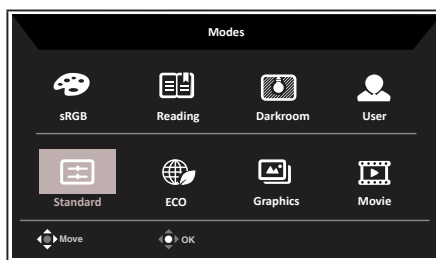 Modes
sRGB Reading Darkroom User
Standard ECO Graphics Movie
Move OK